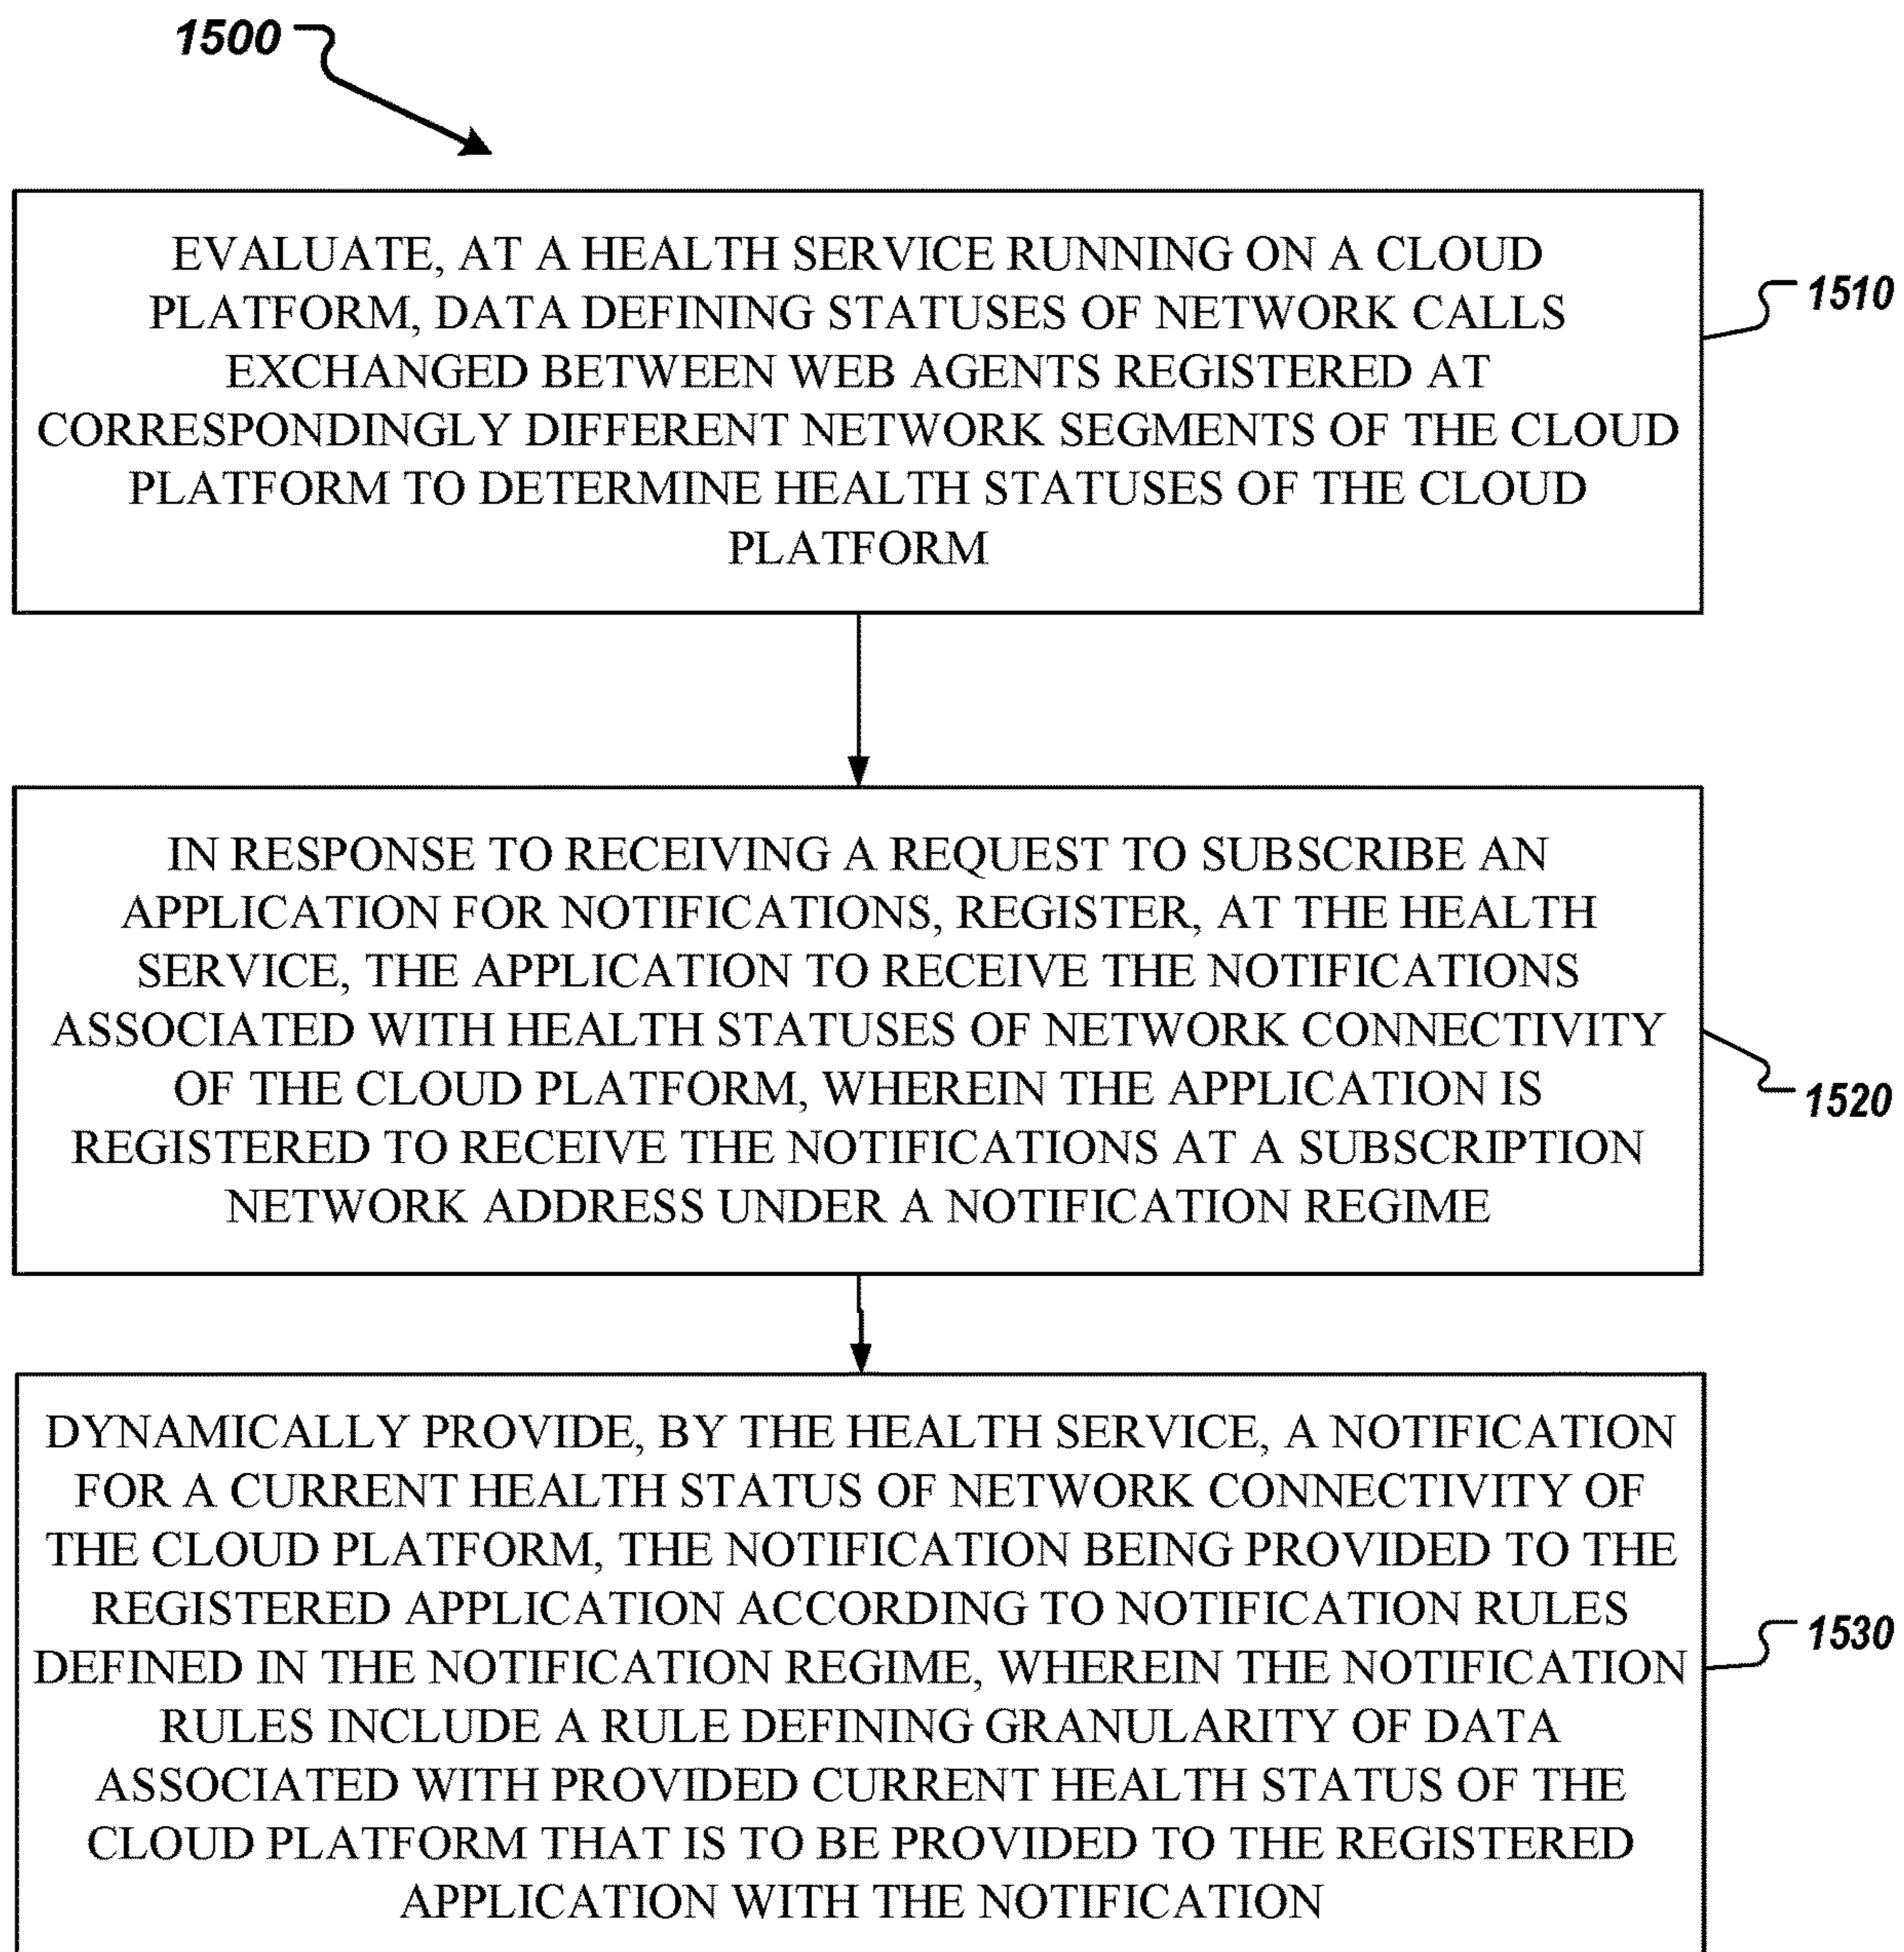 1500
EVALUATE, AT A HEALTH SERVICE RUNNING ON A CLOUD
PLATFORM, DATA DEFINING STATUSES OF NETWORK CALLS
EXCHANGED BETWEEN WEB AGENTS REGISTERED AT
CORRESPONDINGLY DIFFERENT NETWORK SEGMENTS OF THE CLOUD
PLATFORM TO DETERMINE HEALTH STATUSES OF THE CLOUD
PLATFORM
1510
IN RESPONSE TO RECEIVING A REQUEST TO SUBSCRIBE AN
APPLICATION FOR NOTIFICATIONS, REGISTER, AT THE HEALTH
SERVICE, THE APPLICATION TO RECEIVE THE NOTIFICATIONS
ASSOCIATED WITH HEALTH STATUSES OF NETWORK CONNECTIVITY
OF THE CLOUD PLATFORM, WHEREIN THE APPLICATION IS
REGISTERED TO RECEIVE THE NOTIFICATIONS AT A SUBSCRIPTION
NETWORK ADDRESS UNDER A NOTIFICATION REGIME
1520
DYNAMICALLY PROVIDE, BY THE HEALTH SERVICE, A NOTIFICATION
FOR A CURRENT HEALTH STATUS OF NETWORK CONNECTIVITY OF
THE CLOUD PLATFORM, THE NOTIFICATION BEING PROVIDED TO THE
REGISTERED APPLICATION ACCORDING TO NOTIFICATION RULES
DEFINED IN THE NOTIFICATION REGIME, WHEREIN THE NOTIFICATION
RULES INCLUDE A RULE DEFINING GRANULARITY OF DATA
ASSOCIATED WITH PROVIDED CURRENT HEALTH STATUS OF THE
CLOUD PLATFORM THAT IS TO BE PROVIDED TO THE REGISTERED
APPLICATION WITH THE NOTIFICATION
1530